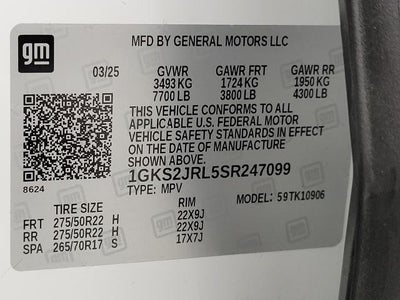 gm
MFD BY GENERAL MOTORS LLC
03/25 GVWR GAWR FRT GAWR RR
3493 KG 1724 KG 1950 KG
7700 LB 3800 LB 4300 LB
THIS VEHICLE CONFORMS TO ALL
APPLICABLE U.S. FEDERAL MOTOR
VEHICLE SAFETY STANDARDS IN EFFECT
ON THE DATE OF MANUFACTURE
SHOWN ABOVE.
8624
1GKS2JRL5SR247099
TYPE: MPV
TIRE SIZE RIM MODEL: 59TK10906
FRT 275/50R22 H 22X9J
RR 275/50R22 H 22X9J
SPA 265/70R17 S 17X7J